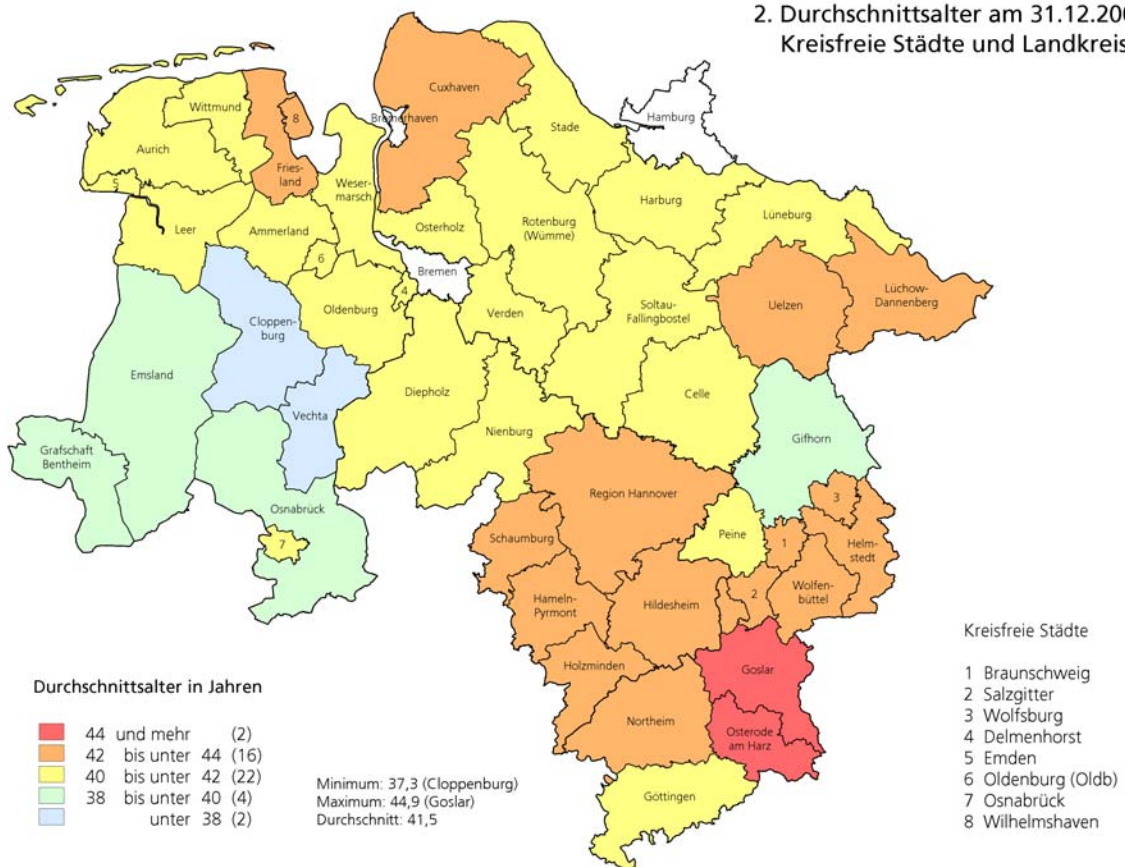 2. Durchschnittsalter am 31.12.200
Kreisfreie Städte und Landkreis
Cuxhaven
Bremerhaven
Hamburg
Wittmund
8
Stade
Aurich
Fries-
land
Weser-
marsch
5
Harburg
Lüneburg
Leer
Ammerland
Osterholz
Rotenburg
(Wümme)
6
Bremen
Lüchow-
Dannenberg
4
Uelzen
Oldenburg
Verden
Soltau-
Fallingbostel
Cloppen-
burg
Emsland
Diepholz
Celle
Vechta
Nienburg
Gifhorn
Grafschaft
Bentheim
Region Hannover
3
Osnabrück
Schaumburg
Peine
1
Helm-
stedt
7
Hameln-
Pyrmont
Hildesheim
2
Wolfen-
büttel
Holzminden
Goslar
Northeim
Osterode
am Harz
Göttingen
Durchschnittsalter in Jahren
44 und mehr (2)
42 bis unter 44 (16)
40 bis unter 42 (22)
38 bis unter 40 (4)
unter 38 (2)
Minimum: 37,3 (Cloppenburg)
Maximum: 44,9 (Goslar)
Durchschnitt: 41,5
Kreisfreie Städte
1 Braunschweig
2 Salzgitter
3 Wolfsburg
4 Delmenhorst
5 Emden
6 Oldenburg (Oldb)
7 Osnabrück
8 Wilhelmshaven